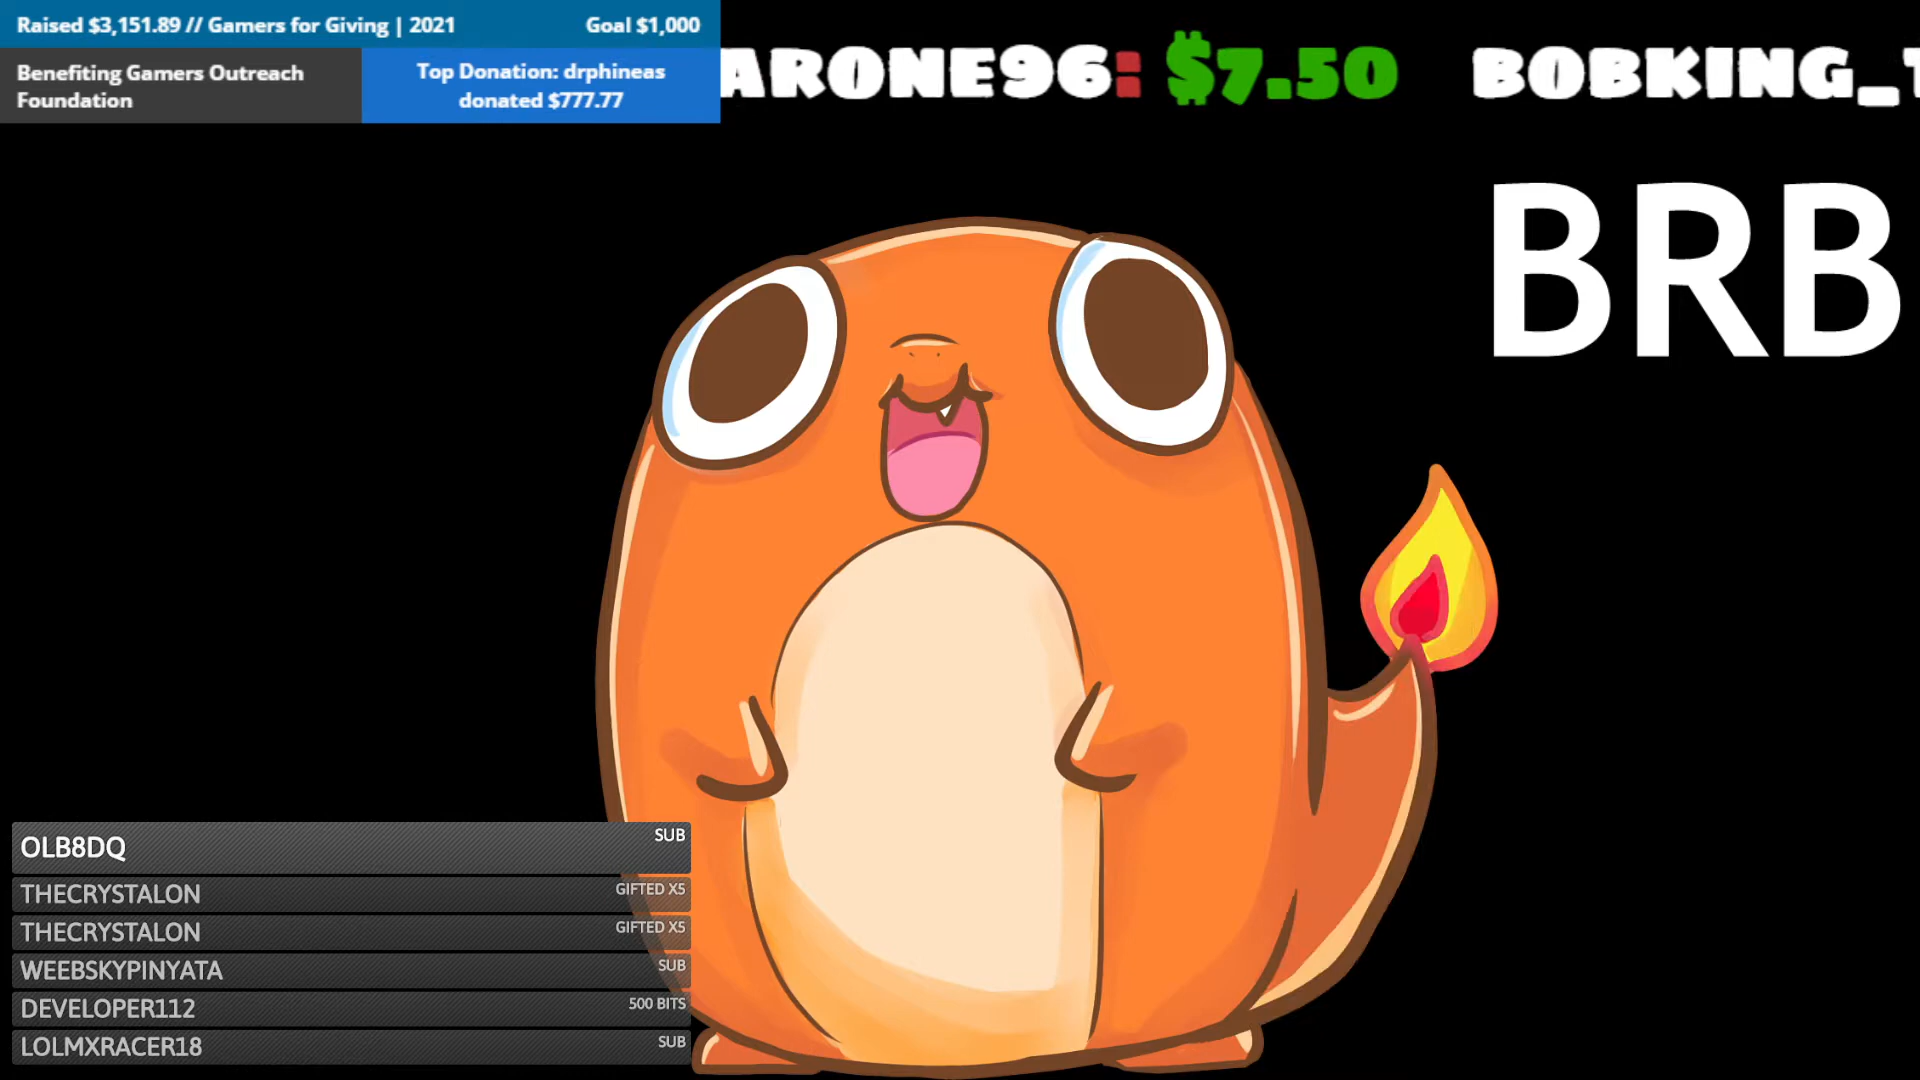 Raised $3,151.89 // Gamers for Giving | 2021
Goal $1,000
Benefiting Gamers Outreach
Foundation
Top Donation: drphineas
donated $777.77
ARONE96: $7.50
BOBKING_
BRB
OLB8DQ SUB
THECRYSTALON GIFTED X5
THECRYSTALON GIFTED X5
WEEBSKYPINYATA SUB
DEVELOPER112 500 BITS
LOLMXRACER18 SUB